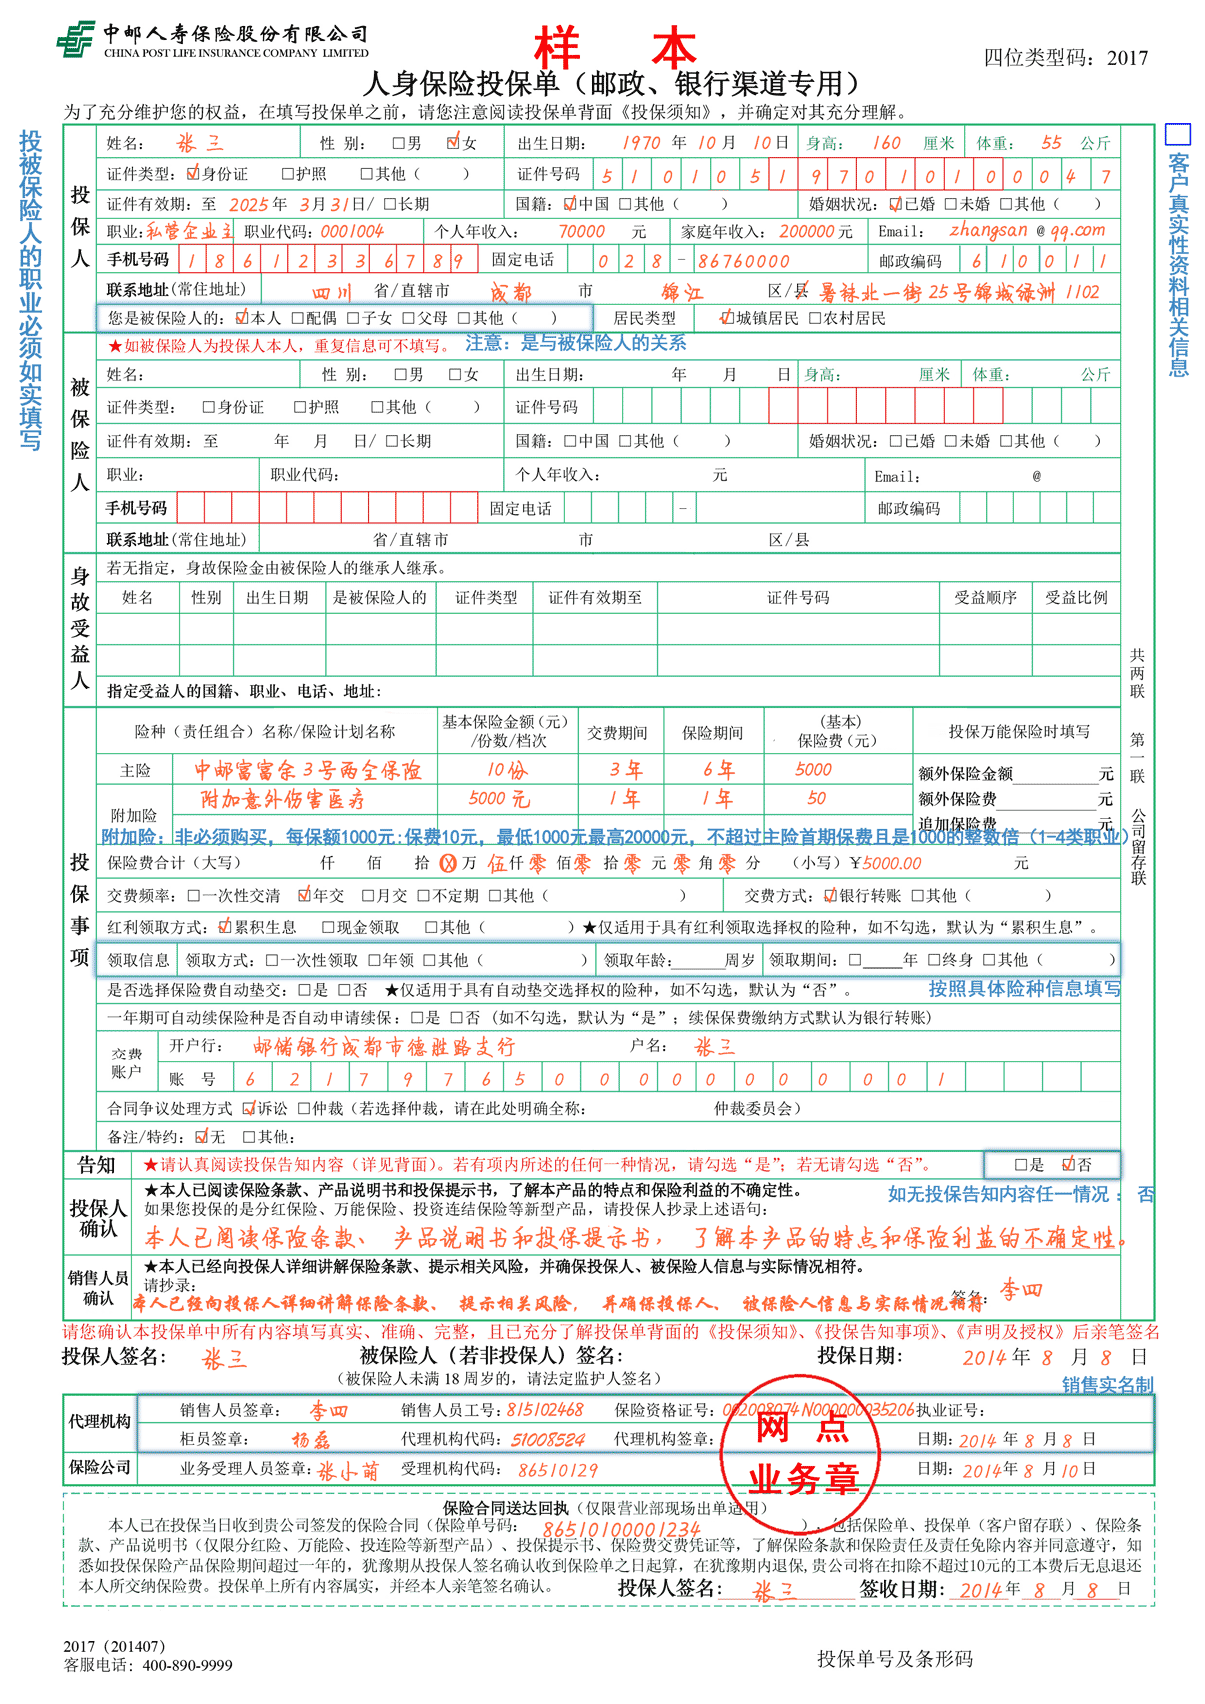 中邮人寿保险股份有限公司
CHINA POST LIFE INSURANCE COMPANY LIMITED
样 本
四位类型码：2017
人身保险投保单（邮政、银行渠道专用）
为了充分维护您的权益，在填写投保单之前，请您注意阅读投保单背面《投保须知》，并确定对其充分理解。
投被保险人的职业必须如实填写
客户真实性资料相关信息
投保人
姓名： 张三 性 别： □男 ☑女 出生日期： 1970 年 10 月 10 日 身高： 160 厘米 体重： 55 公斤
证件类型：☑身份证 □护照 □其他（ ） 证件号码 5 1 0 1 0 5 1 9 7 0 1 0 1 0 0 0 4 7
证件有效期：至 2025 年 3 月 31 日/ □长期 国籍：☑中国 □其他（ ） 婚姻状况：☑已婚 □未婚 □其他（ ）
职业：私营企业主 职业代码：0001004 个人年收入： 70000 元 家庭年收入：200000 元 Email： zhangsan @ qq.com
手机号码 1 8 6 1 2 3 3 6 7 8 9 固定电话 0 2 8 - 86760000 邮政编码 6 1 0 0 1 1
联系地址(常住地址) 四川 省/直辖市 成都 市 锦江 区/县 暑袜北一街25号锦城绿洲1102
您是被保险人的：☑本人 □配偶 □子女 □父母 □其他（ ） 居民类型 ☑城镇居民 □农村居民
被保险人
★如被保险人为投保人本人，重复信息可不填写。 注意：是与被保险人的关系
姓名： 性 别： □男 □女 出生日期： 年 月 日 身高： 厘米 体重： 公斤
证件类型： □身份证 □护照 □其他（ ） 证件号码
证件有效期：至 年 月 日/ □长期 国籍：□中国 □其他（ ） 婚姻状况：□已婚 □未婚 □其他（ ）
职业： 职业代码： 个人年收入： 元 Email： @
手机号码 固定电话 - 邮政编码
联系地址(常住地址) 省/直辖市 市 区/县
身故受益人
若无指定，身故保险金由被保险人的继承人继承。
姓名 性别 出生日期 是被保险人的 证件类型 证件有效期至 证件号码 受益顺序 受益比例
指定受益人的国籍、职业、电话、地址：
共两联 第一联 公司留存联
投保事项
险种（责任组合）名称/保险计划名称 基本保险金额（元）/份数/档次 交费期间 保险期间 （基本）保险费（元） 投保万能保险时填写
主险 中邮富富余3号两全保险 10份 3年 6年 5000 额外保险金额 元
附加险 附加意外伤害医疗 5000元 1年 1年 50 额外保险费 元
追加保险费 元
附加险：非必须购买，每保额1000元：保费10元，最低1000元最高20000元，不超过主险首期保费且是1000的整数倍（1-4类职业）
保险费合计（大写） 仟 佰 拾 ⊗ 万 伍 仟 零 佰 零 拾 零 元 零 角 零 分 （小写）¥5000.00 元
交费频率：□一次性交清 ☑年交 □月交 □不定期 □其他（ ） 交费方式：☑银行转账 □其他（ ）
红利领取方式：☑累积生息 □现金领取 □其他（ ）★仅适用于具有红利领取选择权的险种，如不勾选，默认为“累积生息”。
领取信息 领取方式：□一次性领取 □年领 □其他（ ） 领取年龄：______周岁 领取期间：□_____年 □终身 □其他（ ）
是否选择保险费自动垫交：□是 □否 ★仅适用于具有自动垫交选择权的险种，如不勾选，默认为“否”。 按照具体险种信息填写
一年期可自动续保险种是否自动申请续保：□是 □否（如不勾选，默认为“是”；续保保费缴纳方式默认为银行转账）
交费账户 开户行： 邮储银行成都市德胜路支行 户名： 张三
账 号 6 2 1 7 9 7 6 5 0 0 0 0 0 0 0 0 0 0 1
合同争议处理方式 ☑诉讼 □仲裁（若选择仲裁，请在此处明确全称： 仲裁委员会）
备注/特约：☑无 □其他：
告知 ★请认真阅读投保告知内容（详见背面）。若有项内所述的任何一种情况，请勾选“是”；若无请勾选“否”。 □是 ☑否
投保人确认
★本人已阅读保险条款、产品说明书和投保提示书，了解本产品的特点和保险利益的不确定性。
如无投保告知内容任一情况 ： 否
如果您投保的是分红保险、万能保险、投资连结保险等新型产品，请投保人抄录上述语句：
本人已阅读保险条款、产品说明书和投保提示书，了解本产品的特点和保险利益的不确定性。
销售人员确认
★本人已经向投保人详细讲解保险条款、提示相关风险，并确保投保人、被保险人信息与实际情况相符。
请抄录：
本人已经向投保人详细讲解保险条款、提示相关风险，并确保投保人、被保险人信息与实际情况相符 签名： 李四
请您确认本投保单中所有内容填写真实、准确、完整，且已充分了解投保单背面的《投保须知》、《投保告知事项》、《声明及授权》后亲笔签名
投保人签名： 张三 被保险人（若非投保人）签名： 投保日期： 2014 年 8 月 8 日
（被保险人未满 18 周岁的，请法定监护人签名）
销售实名制
代理机构 销售人员签章： 李四 销售人员工号：815102468 保险资格证号：002008074N000000035206 执业证号：
柜员签章： 杨磊 代理机构代码：51008524 代理机构签章： 日期：2014 年 8 月 8 日
网 点
业务章
保险公司 业务受理人员签章：张小萌 受理机构代码： 86510129 日期：2014 年 8 月 10 日
保险合同送达回执（仅限营业部现场出单适用）
本人已在投保当日收到贵公司签发的保险合同（保险单号码： 86510100001234 ），包括保险单、投保单（客户留存联）、保险条
款、产品说明书（仅限分红险、万能险、投连险等新型产品）、投保提示书、保险费交费凭证等，了解保险条款和保险责任及责任免除内容并同意遵守，知
悉如投保保险产品保险期间超过一年的，犹豫期从投保人签名确认收到保险单之日起算，在犹豫期内退保,贵公司将在扣除不超过10元的工本费后无息退还
本人所交纳保险费。投保单上所有内容属实，并经本人亲笔签名确认。 投保人签名： 张三 签收日期： 2014 年 8 月 8 日
2017（201407）
客服电话：400-890-9999
投保单号及条形码